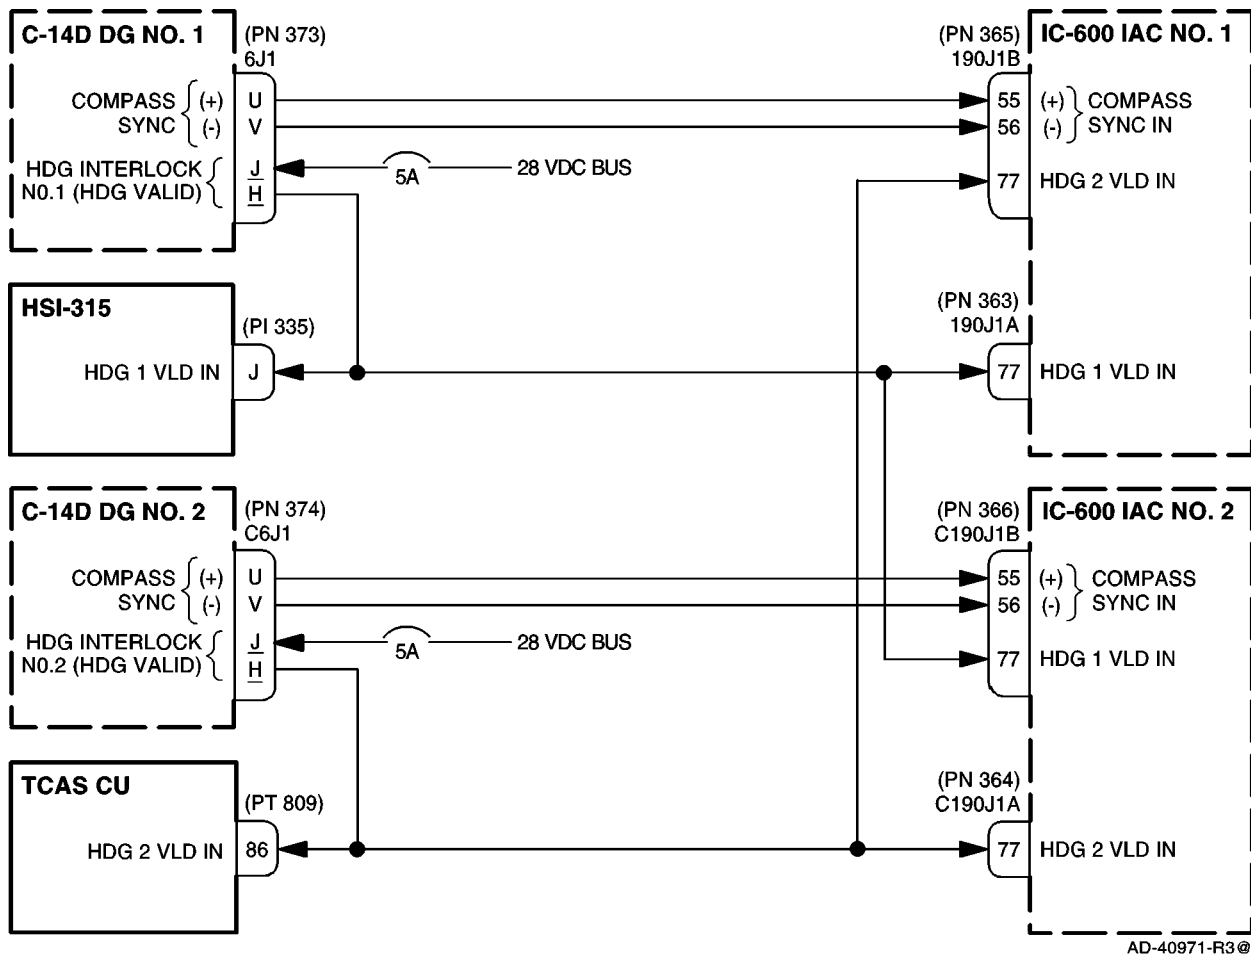 C-14D DG NO. 1
(PN 373)
6J1
COMPASS
SYNC
(+)
(-)
U
V
HDG INTERLOCK
N0.1 (HDG VALID)
J
H
5A
28 VDC BUS
(PN 365)
190J1B
IC-600 IAC NO. 1
55
56
(+)
(-)
COMPASS
SYNC IN
77
HDG 2 VLD IN
HSI-315
(PI 335)
HDG 1 VLD IN
J
(PN 363)
190J1A
77
HDG 1 VLD IN
C-14D DG NO. 2
(PN 374)
C6J1
COMPASS
SYNC
(+)
(-)
U
V
HDG INTERLOCK
N0.2 (HDG VALID)
J
H
5A
28 VDC BUS
(PN 366)
C190J1B
IC-600 IAC NO. 2
55
56
(+)
(-)
COMPASS
SYNC IN
77
HDG 1 VLD IN
TCAS CU
(PT 809)
HDG 2 VLD IN
86
(PN 364)
C190J1A
77
HDG 2 VLD IN
AD-40971-R3@